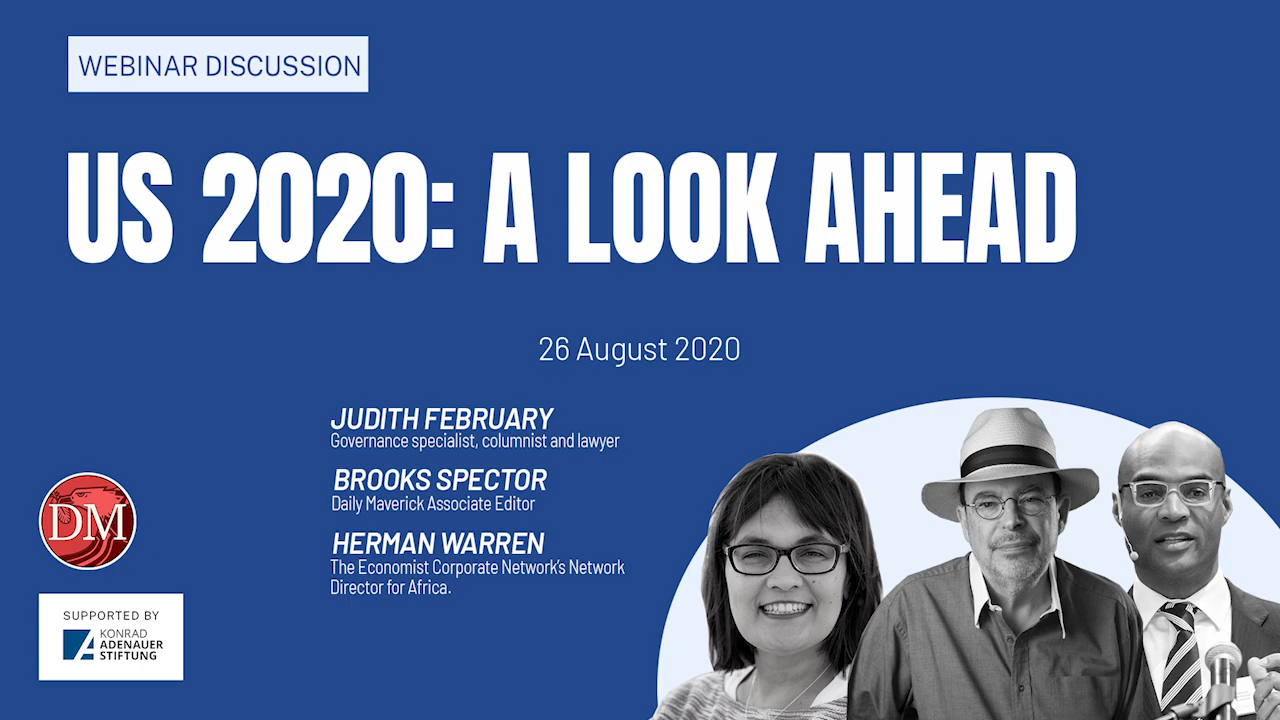 WEBINAR DISCUSSION
US 2020: A LOOK AHEAD
26 August 2020
JUDITH FEBRUARY
Governance specialist, columnist and lawyer
BROOKS SPECTOR
Daily Maverick Associate Editor
HERMAN WARREN
The Economist Corporate Network's Network
Director for Africa.
DM
SUPPORTED BY
KONRAD
ADENAUER
STIFTUNG